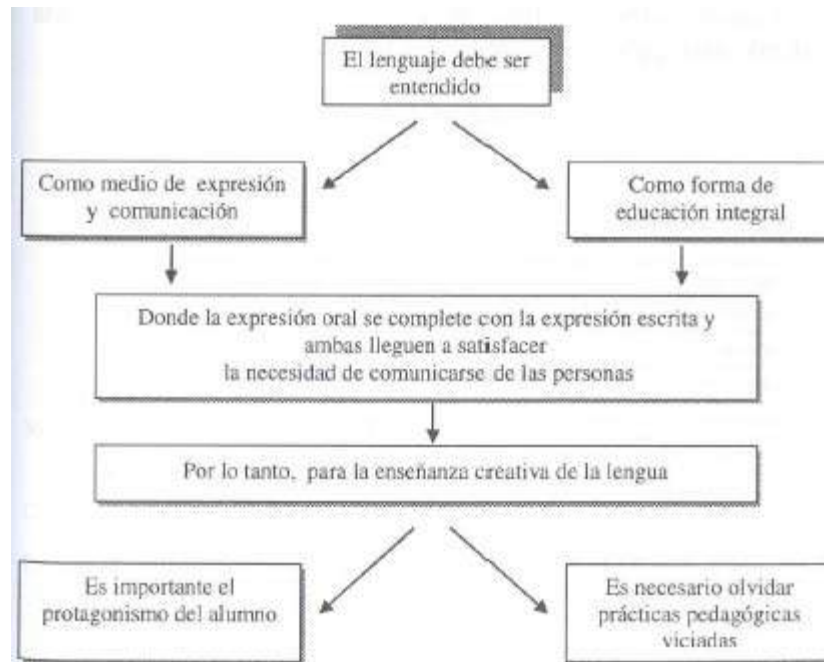 El lenguaje debe ser
entendido
Como medio de expresión
y comunicación
Como forma de
educación integral
Donde la expresión oral se complete con la expresión escrita y
ambas lleguen a satisfacer
la necesidad de comunicarse de las personas
Por lo tanto, para la enseñanza creativa de la lengua
Es importante el
protagonismo del alumno
Es necesario olvidar
prácticas pedagógicas
viciadas